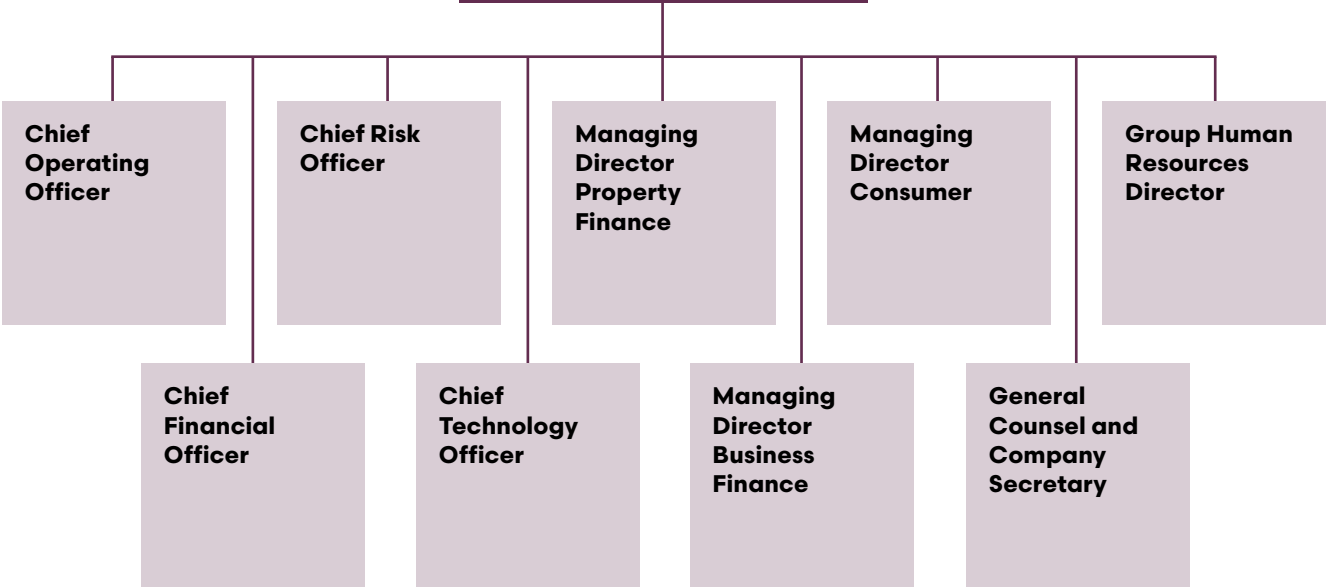 Chief
Operating
Officer
Chief Risk
Officer
Managing
Director
Property
Finance
Managing
Director
Consumer
Group Human
Resources
Director
Chief
Financial
Officer
Chief
Technology
Officer
Managing
Director
Business
Finance
General
Counsel and
Company
Secretary